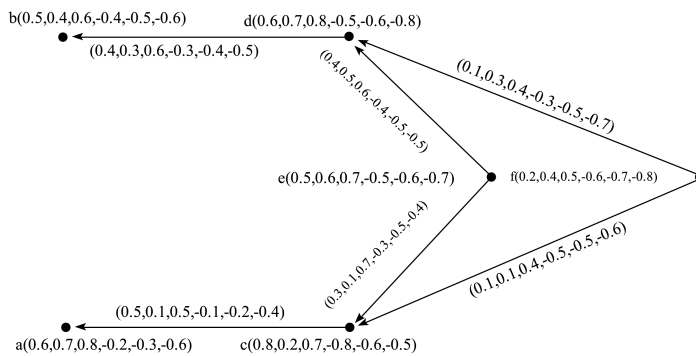 b(0.5,0.4,0.6,-0.4,-0.5,-0.6)
d(0.6,0.7,0.8,-0.5,-0.6,-0.8)
(0.4,0.3,0.6,-0.3,-0.4,-0.5)
(0.4,0.5,0.6,-0.4,-0.5,-0.5)
(0.1,0.3,0.4,-0.3,-0.5,-0.7)
e(0.5,0.6,0.7,-0.5,-0.6,-0.7)
f(0.2,0.4,0.5,-0.6,-0.7,-0.8)
(0.3,0.1,0.7,-0.3,-0.5,-0.4)
(0.1,0.1,0.4,-0.5,-0.5,-0.6)
(0.5,0.1,0.5,-0.1,-0.2,-0.4)
a(0.6,0.7,0.8,-0.2,-0.3,-0.6)
c(0.8,0.2,0.7,-0.8,-0.6,-0.5)